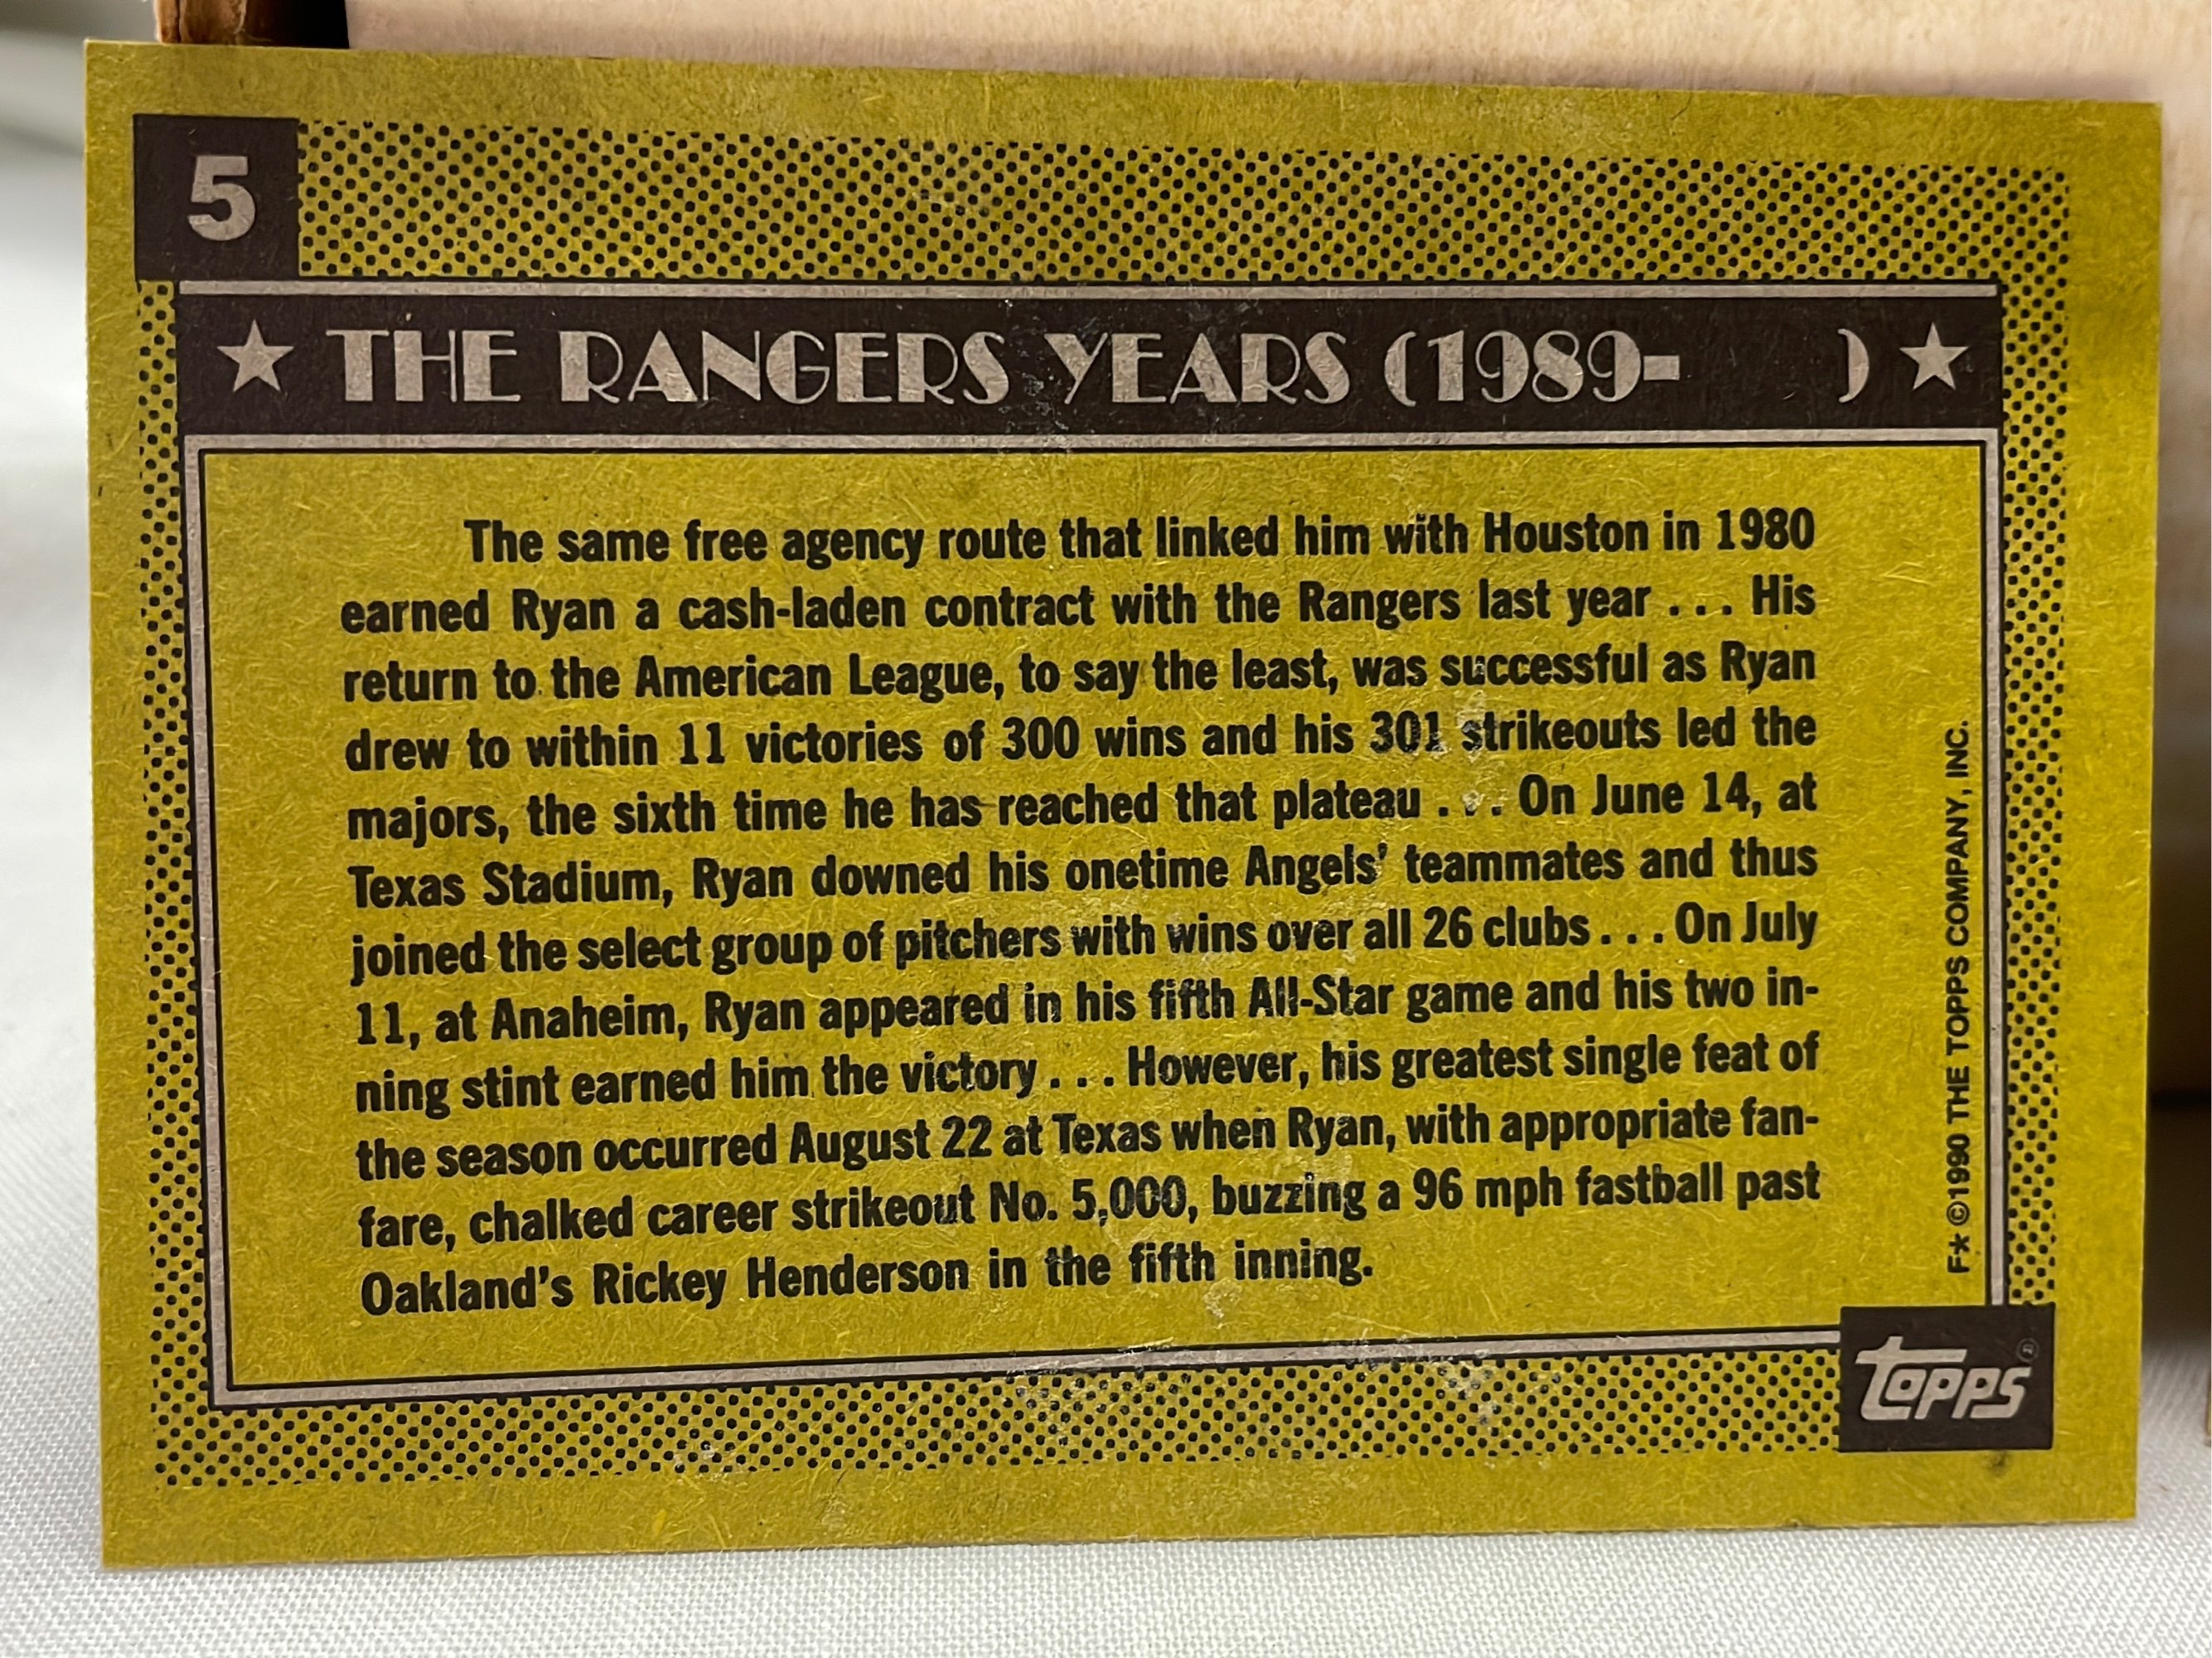 5
★ THE RANGERS YEARS (1989- ) ★
The same free agency route that linked him with Houston in 1980
earned Ryan a cash-laden contract with the Rangers last year . . . His
return to the American League, to say the least, was successful as Ryan
drew to within 11 victories of 300 wins and his 301 strikeouts led the
majors, the sixth time he has reached that plateau . . . On June 14, at
Texas Stadium, Ryan downed his onetime Angels' teammates and thus
joined the select group of pitchers with wins over all 26 clubs . . . On July
11, at Anaheim, Ryan appeared in his fifth All-Star game and his two in-
ning stint earned him the victory . . . However, his greatest single feat of
the season occurred August 22 at Texas when Ryan, with appropriate fan-
fare, chalked career strikeout No. 5,000, buzzing a 96 mph fastball past
Oakland's Rickey Henderson in the fifth inning.
F★ ©1990 THE TOPPS COMPANY, INC.
topps®